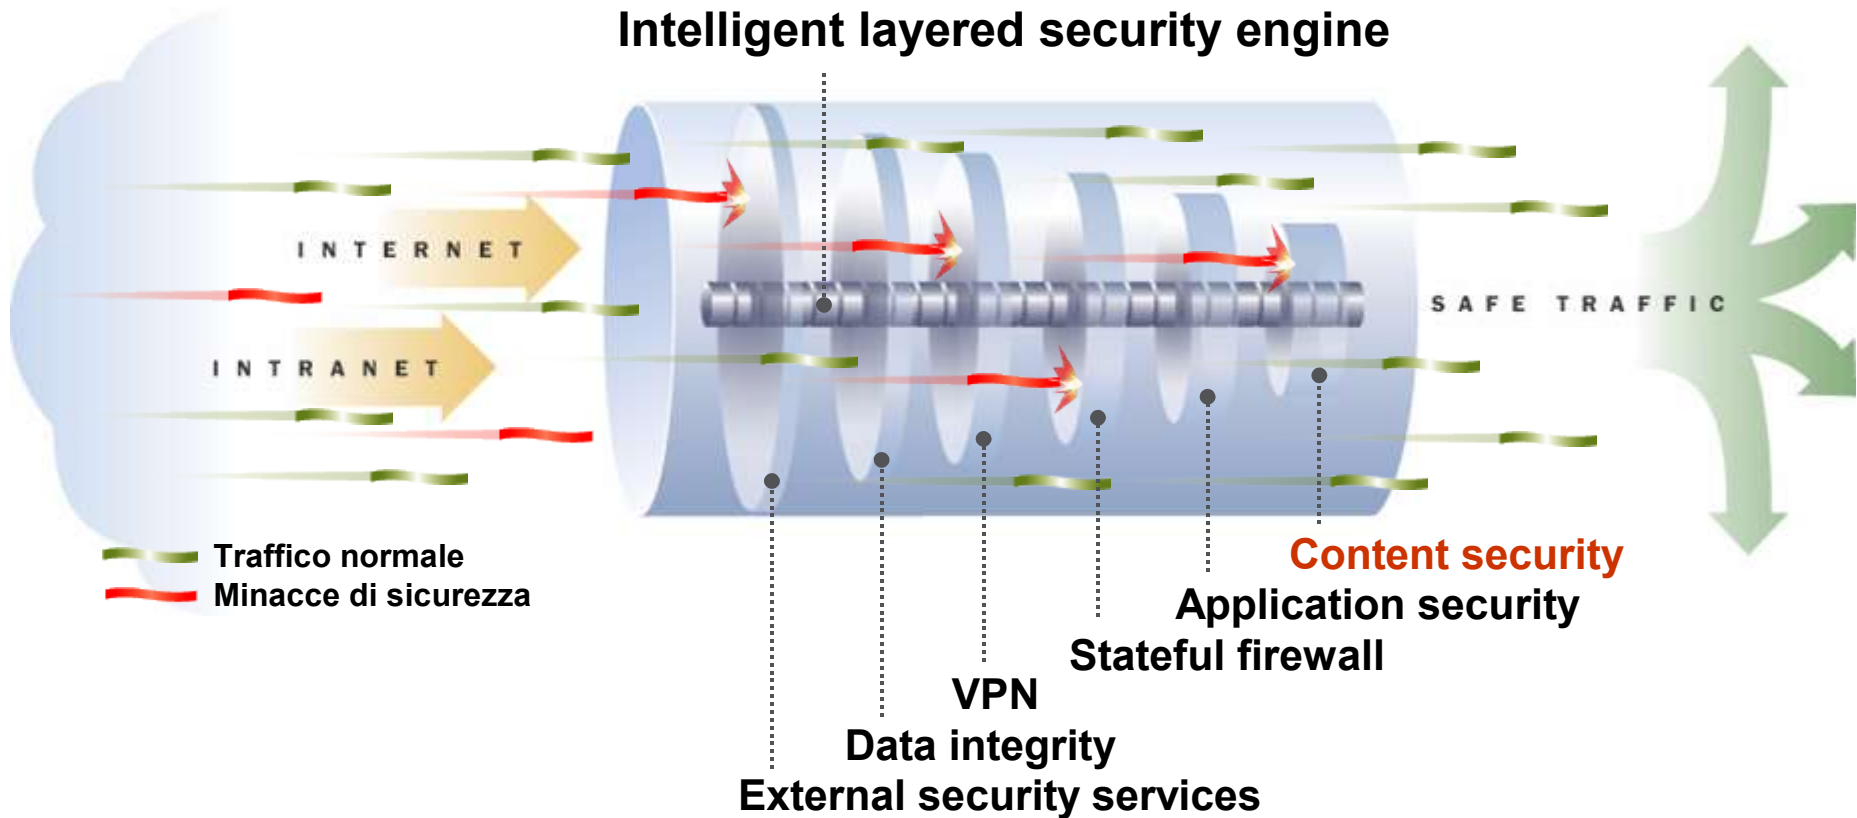 Intelligent layered security engine
INTERNET
SAFE TRAFFIC
INTRANET
Traffico normale
Minacce di sicurezza
Content security
Application security
Stateful firewall
VPN
Data integrity
External security services